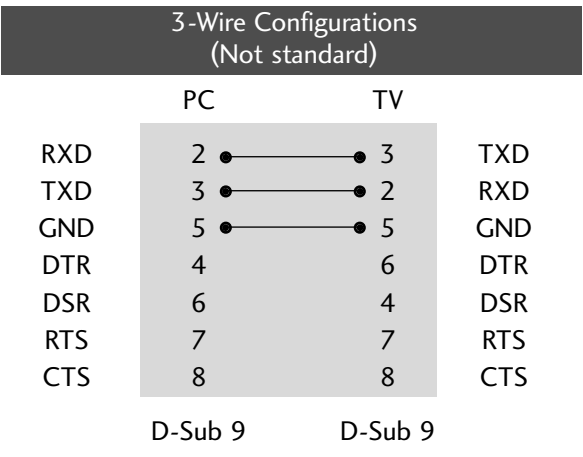 3-Wire Configurations
(Not standard)
PC TV
RXD 2 3 TXD
TXD 3 2 RXD
GND 5 5 GND
DTR 4 6 DTR
DSR 6 4 DSR
RTS 7 7 RTS
CTS 8 8 CTS
D-Sub 9 D-Sub 9